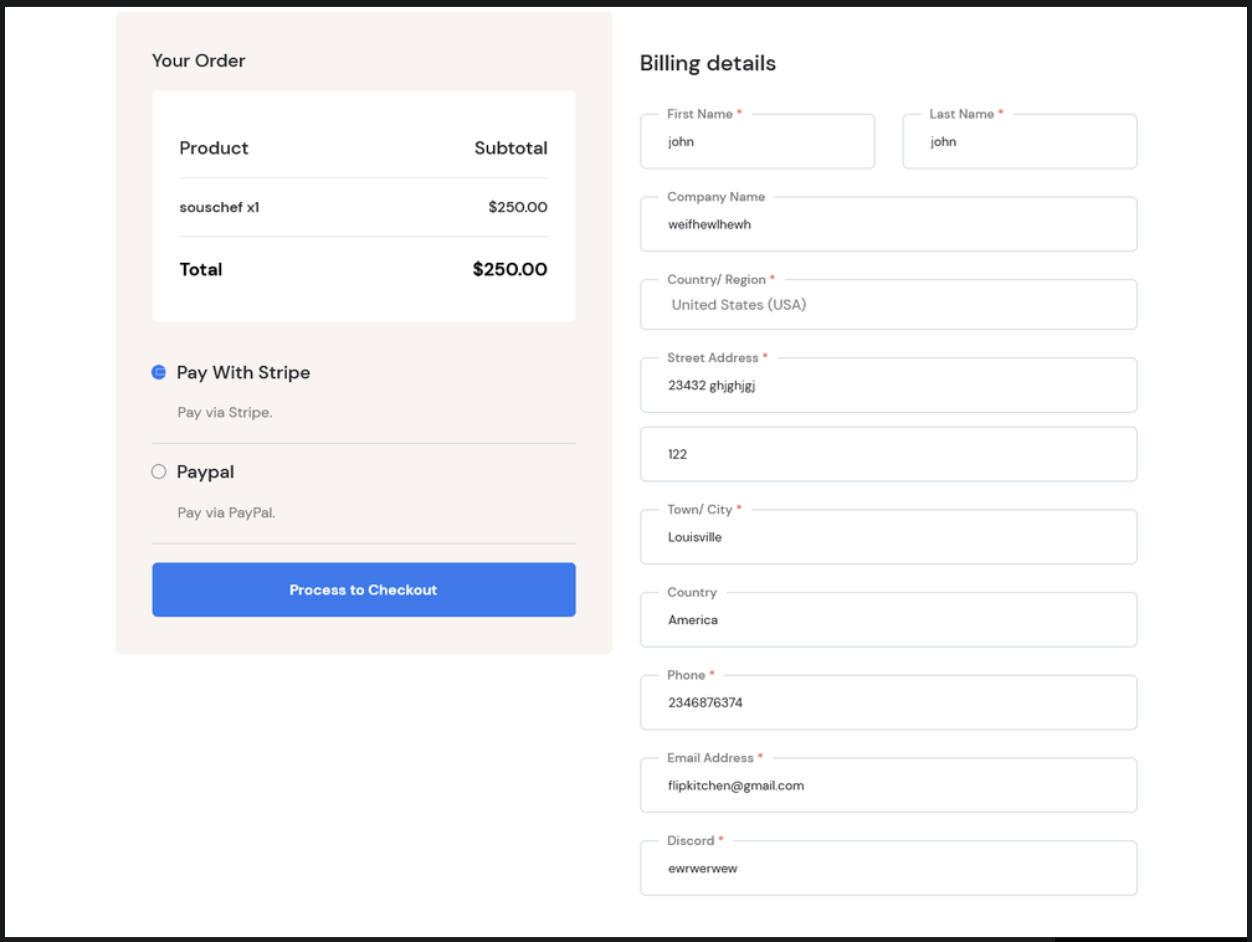 Your Order
Product Subtotal
souschef x1 $250.00
Total $250.00
Pay With Stripe
Pay via Stripe.
Paypal
Pay via PayPal.
Process to Checkout
Billing details
First Name * Last Name *
john john
Company Name
weifhewlhewh
Country/ Region *
United States (USA)
Street Address *
23432 ghjghjgj
122
Town/ City *
Louisville
Country
America
Phone *
2346876374
Email Address *
flipkitchen@gmail.com
Discord *
ewrwerwew